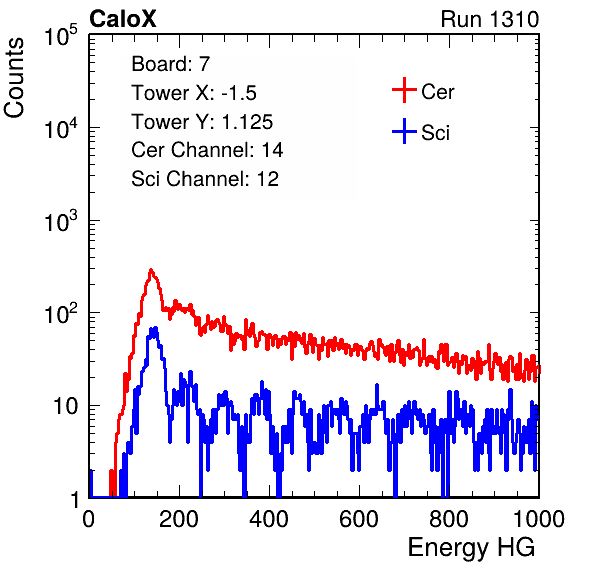 CaloX Run 1310
Counts
10^5
10^4
10^3
10^2
10
1
Board: 7
Tower X: -1.5
Tower Y: 1.125
Cer Channel: 14
Sci Channel: 12
Cer
Sci
0 200 400 600 800 1000
Energy HG